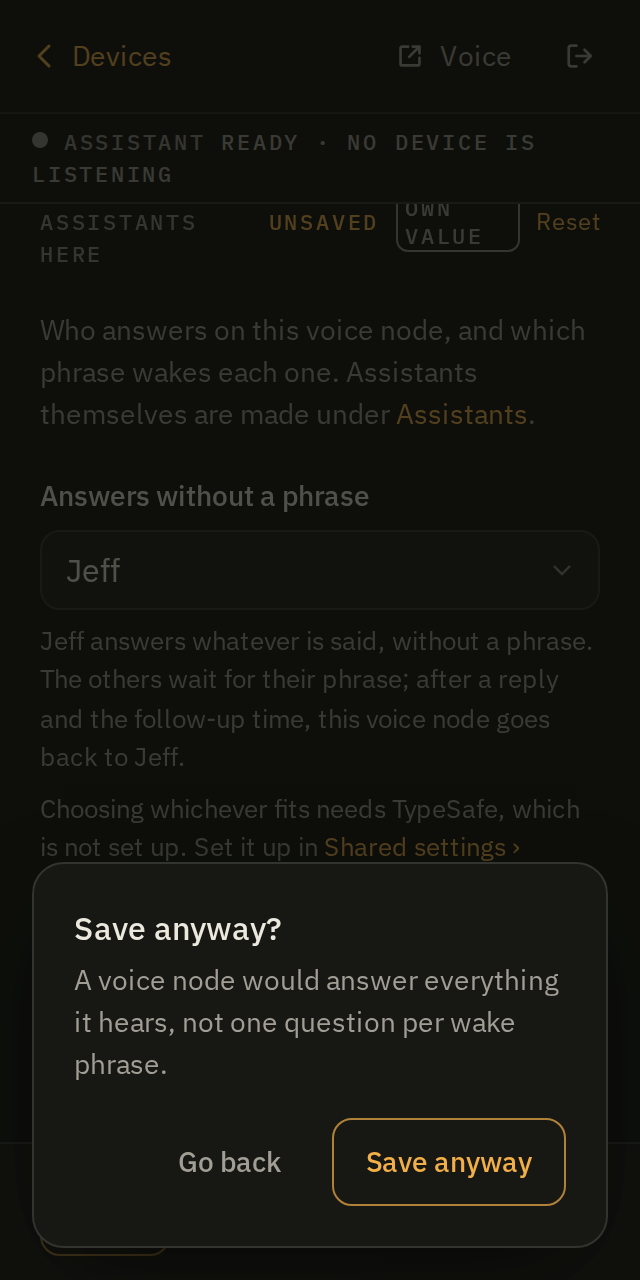 Devices
Voice
ASSISTANT READY · NO DEVICE IS
LISTENING
ASSISTANTS
HERE
UNSAVED
OWN
VALUE
Reset
Who answers on this voice node, and which
phrase wakes each one. Assistants
themselves are made under Assistants.
Answers without a phrase
Jeff
Jeff answers whatever is said, without a phrase.
The others wait for their phrase; after a reply
and the follow-up time, this voice node goes
back to Jeff.
Choosing whichever fits needs TypeSafe, which
is not set up. Set it up in Shared settings ›
Save anyway?
A voice node would answer everything
it hears, not one question per wake
phrase.
Go back
Save anyway